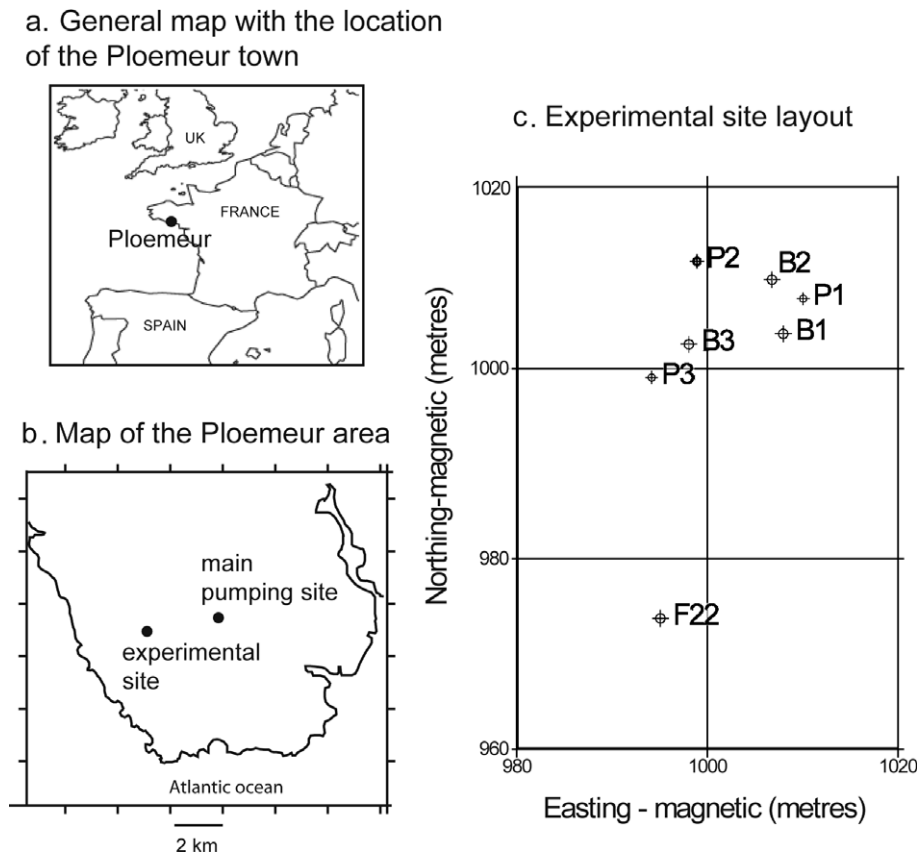 a. General map with the location
of the Ploemeur town
UK
FRANCE
Ploemeur
SPAIN
b. Map of the Ploemeur area
main
pumping site
experimental
site
Atlantic ocean
2 km
c. Experimental site layout
1020
P2
B2
P1
B1
B3
1000
P3
Northing-magnetic (metres)
980
F22
960
980
1000
1020
Easting - magnetic (metres)